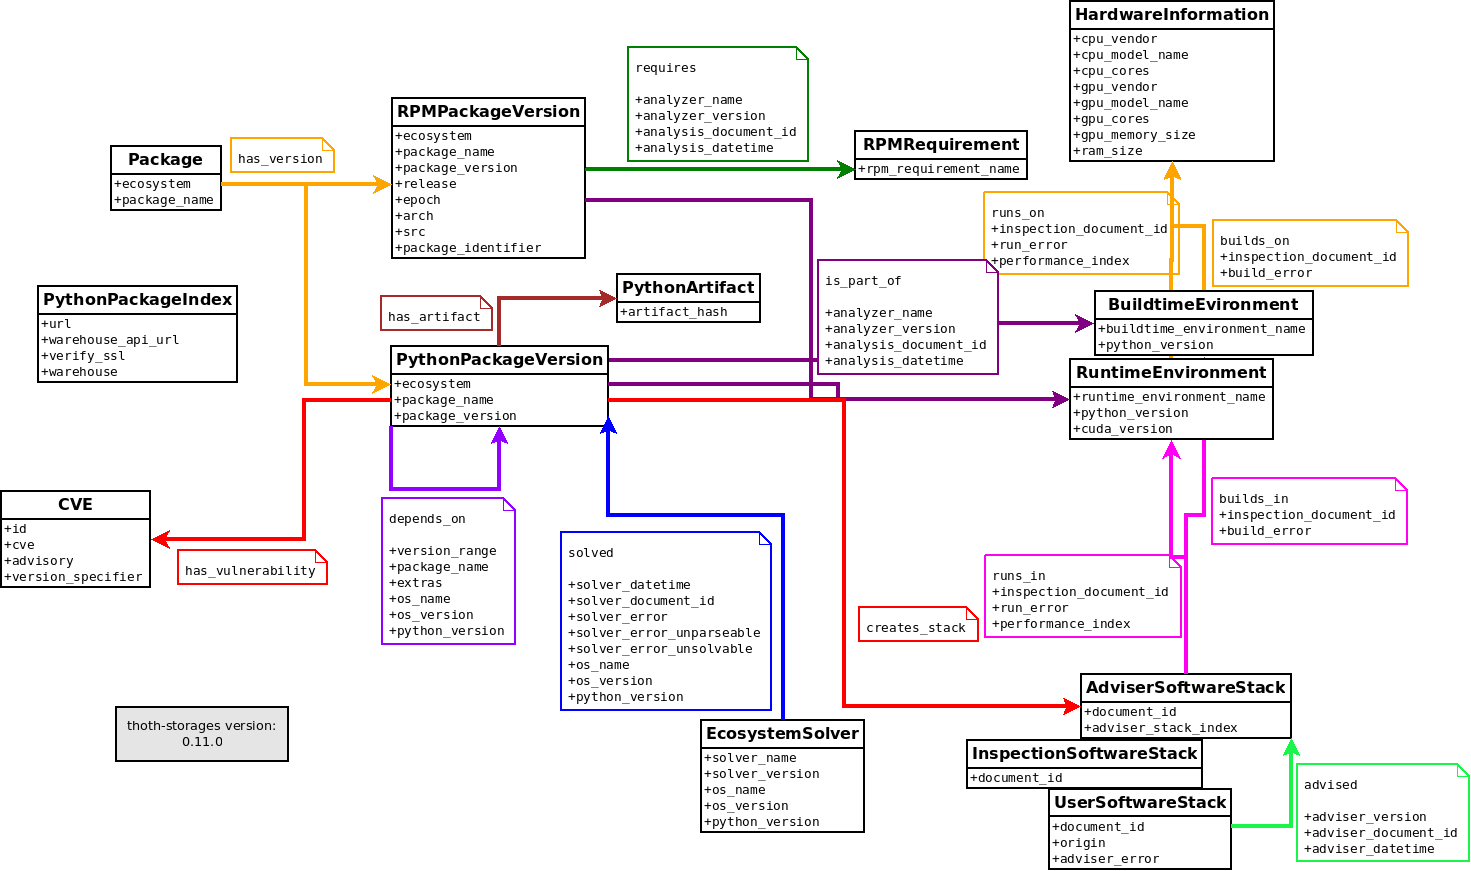 HardwareInformation
+cpu_vendor
+cpu_model_name
+cpu_cores
+gpu_vendor
+gpu_model_name
+gpu_cores
+gpu_memory_size
+ram_size
requires
+analyzer_name
+analyzer_version
+analysis_document_id
+analysis_datetime
RPMPackageVersion
+ecosystem
+package_name
+package_version
+release
+epoch
+arch
+src
+package_identifier
Package
+ecosystem
+package_name
has_version
RPMRequirement
+rpm_requirement_name
runs_on
+inspection_document_id
+run_error
+performance_index
builds_on
+inspection_document_id
+build_error
is_part_of
+analyzer_name
+analyzer_version
+analysis_document_id
+analysis_datetime
PythonPackageIndex
+url
+warehouse_api_url
+verify_ssl
+warehouse
has_artifact
PythonArtifact
+artifact_hash
BuildtimeEvironment
+buildtime_environment_name
+python_version
PythonPackageVersion
+ecosystem
+package_name
+package_version
RuntimeEnvironment
+runtime_environment_name
+python_version
+cuda_version
CVE
+id
+cve
+advisory
+version_specifier
has_vulnerability
depends_on
+version_range
+package_name
+extras
+os_name
+os_version
+python_version
solved
+solver_datetime
+solver_document_id
+solver_error
+solver_error_unparseable
+solver_error_unsolvable
+os_name
+os_version
+python_version
builds_in
+inspection_document_id
+build_error
runs_in
+inspection_document_id
+run_error
+performance_index
creates_stack
AdviserSoftwareStack
+document_id
+adviser_stack_index
thoth-storages version:
0.11.0
EcosystemSolver
+solver_name
+solver_version
+os_name
+os_version
+python_version
InspectionSoftwareStack
+document_id
UserSoftwareStack
+document_id
+origin
+adviser_error
advised
+adviser_version
+adviser_document_id
+adviser_datetime